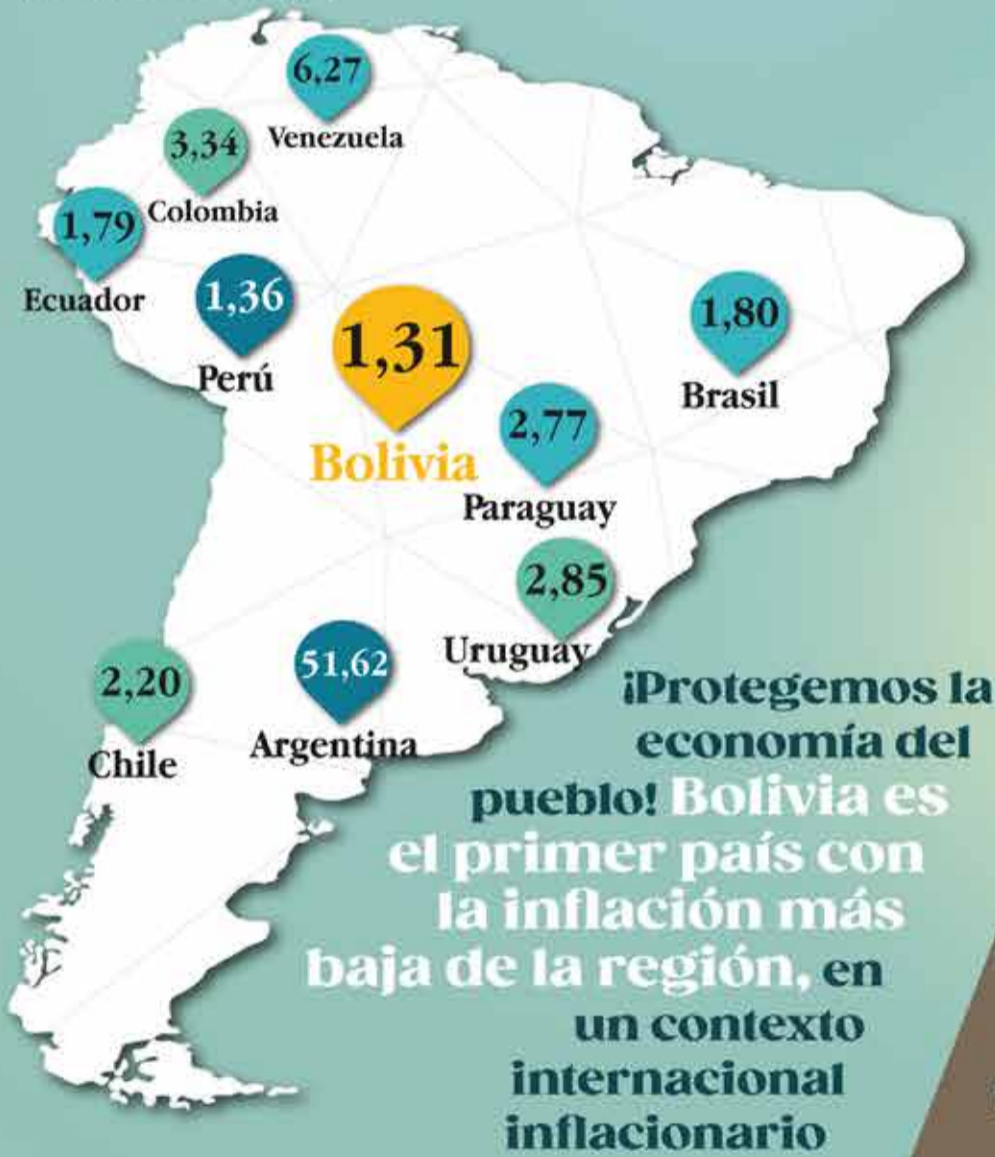 6,27
Venezuela
3,34
Colombia
1,79
Ecuador
1,36
Perú
1,31
Bolivia
1,80
Brasil
2,77
Paraguay
2,85
Uruguay
2,20
Chile
51,62
Argentina
¡Protegemos la
economía del
pueblo! Bolivia es
el primer país con
la inflación más
baja de la región, en
un contexto
internacional
inflacionario